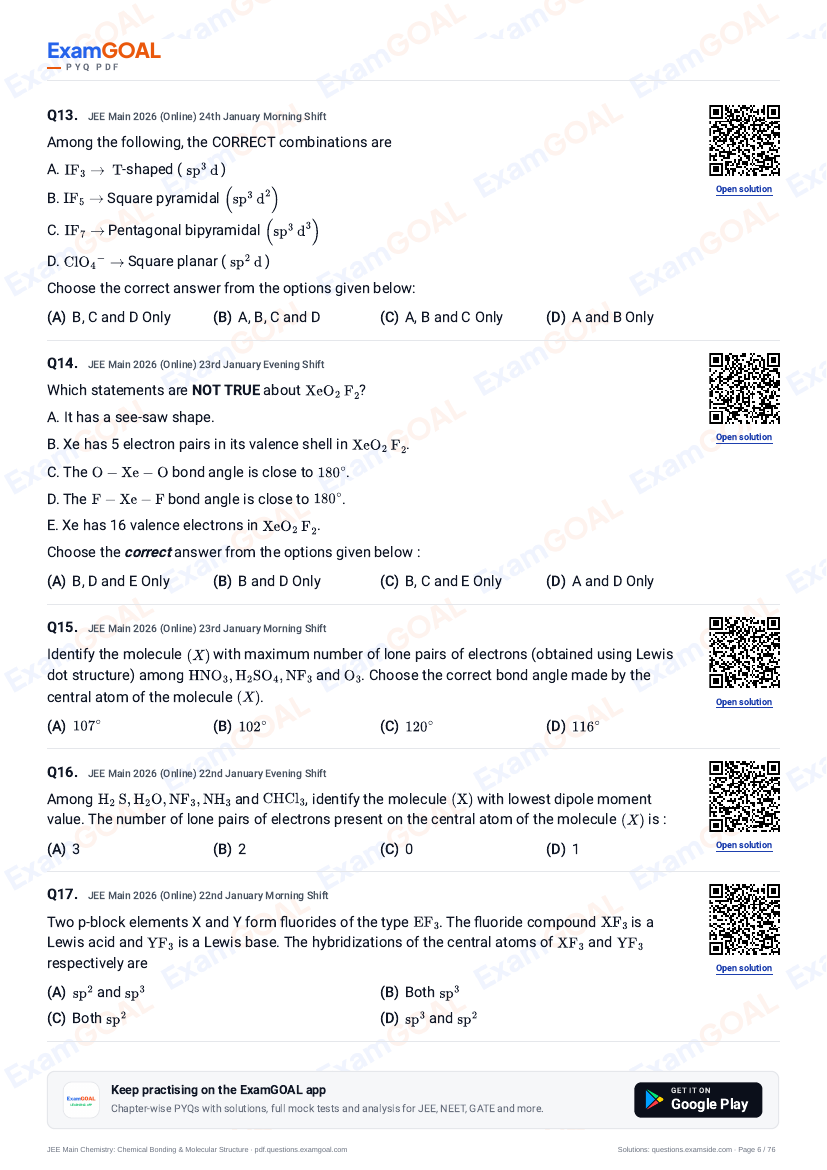 ExamGOAL
PYQ PDF
Q13. JEE Main 2026 (Online) 24th January Morning Shift
Among the following, the CORRECT combinations are
A. IF₃ → T-shaped ( sp³ d )
B. IF₅ → Square pyramidal (sp³ d²)
C. IF₇ → Pentagonal bipyramidal (sp³ d³)
D. ClO₄⁻ → Square planar ( sp² d )
Choose the correct answer from the options given below:
(A) B, C and D Only (B) A, B, C and D (C) A, B and C Only (D) A and B Only
Open solution
Q14. JEE Main 2026 (Online) 23rd January Evening Shift
Which statements are NOT TRUE about XeO₂ F₂?
A. It has a see-saw shape.
B. Xe has 5 electron pairs in its valence shell in XeO₂ F₂.
C. The O − Xe − O bond angle is close to 180°.
D. The F − Xe − F bond angle is close to 180°.
E. Xe has 16 valence electrons in XeO₂ F₂.
Choose the correct answer from the options given below :
(A) B, D and E Only (B) B and D Only (C) B, C and E Only (D) A and D Only
Open solution
Q15. JEE Main 2026 (Online) 23rd January Morning Shift
Identify the molecule (X) with maximum number of lone pairs of electrons (obtained using Lewis
dot structure) among HNO₃, H₂SO₄, NF₃ and O₃. Choose the correct bond angle made by the
central atom of the molecule (X).
(A) 107° (B) 102° (C) 120° (D) 116°
Open solution
Q16. JEE Main 2026 (Online) 22nd January Evening Shift
Among H₂ S, H₂O, NF₃, NH₃ and CHCl₃, identify the molecule (X) with lowest dipole moment
value. The number of lone pairs of electrons present on the central atom of the molecule (X) is :
(A) 3 (B) 2 (C) 0 (D) 1
Open solution
Q17. JEE Main 2026 (Online) 22nd January Morning Shift
Two p-block elements X and Y form fluorides of the type EF₃. The fluoride compound XF₃ is a
Lewis acid and YF₃ is a Lewis base. The hybridizations of the central atoms of XF₃ and YF₃
respectively are
(A) sp² and sp³ (B) Both sp³
(C) Both sp² (D) sp³ and sp²
Open solution
ExamGOAL
Keep practising on the ExamGOAL app
Chapter-wise PYQs with solutions, full mock tests and analysis for JEE, NEET, GATE and more.
GET IT ON
Google Play
JEE Main Chemistry: Chemical Bonding & Molecular Structure · pdf.questions.examgoal.com
Solutions: questions.examside.com · Page 6 / 76